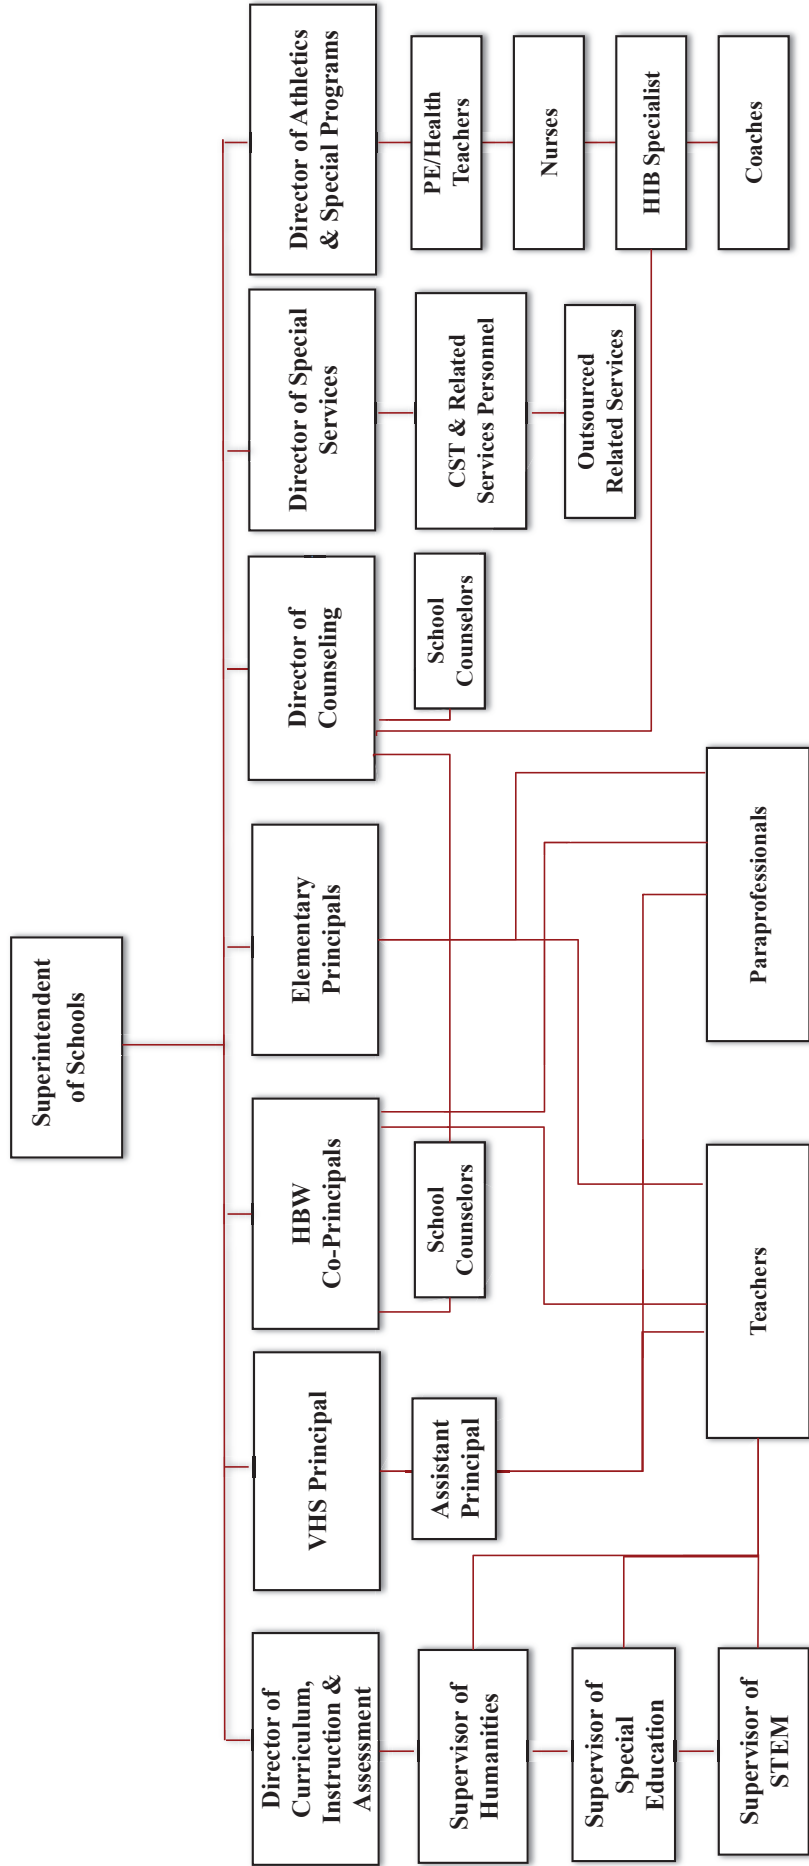 Superintendent
of Schools
Director of
Curriculum,
Instruction &
Assessment
VHS Principal
HBW
Co-Principals
Elementary
Principals
Director of
Counseling
Director of Special
Services
Director of Athletics
& Special Programs
Supervisor of
Humanities
Assistant
Principal
School
Counselors
School
Counselors
CST & Related
Services Personnel
PE/Health
Teachers
Supervisor of
Special
Education
Outsourced
Related Services
Nurses
HIB Specialist
Supervisor of
STEM
Teachers
Paraprofessionals
Coaches